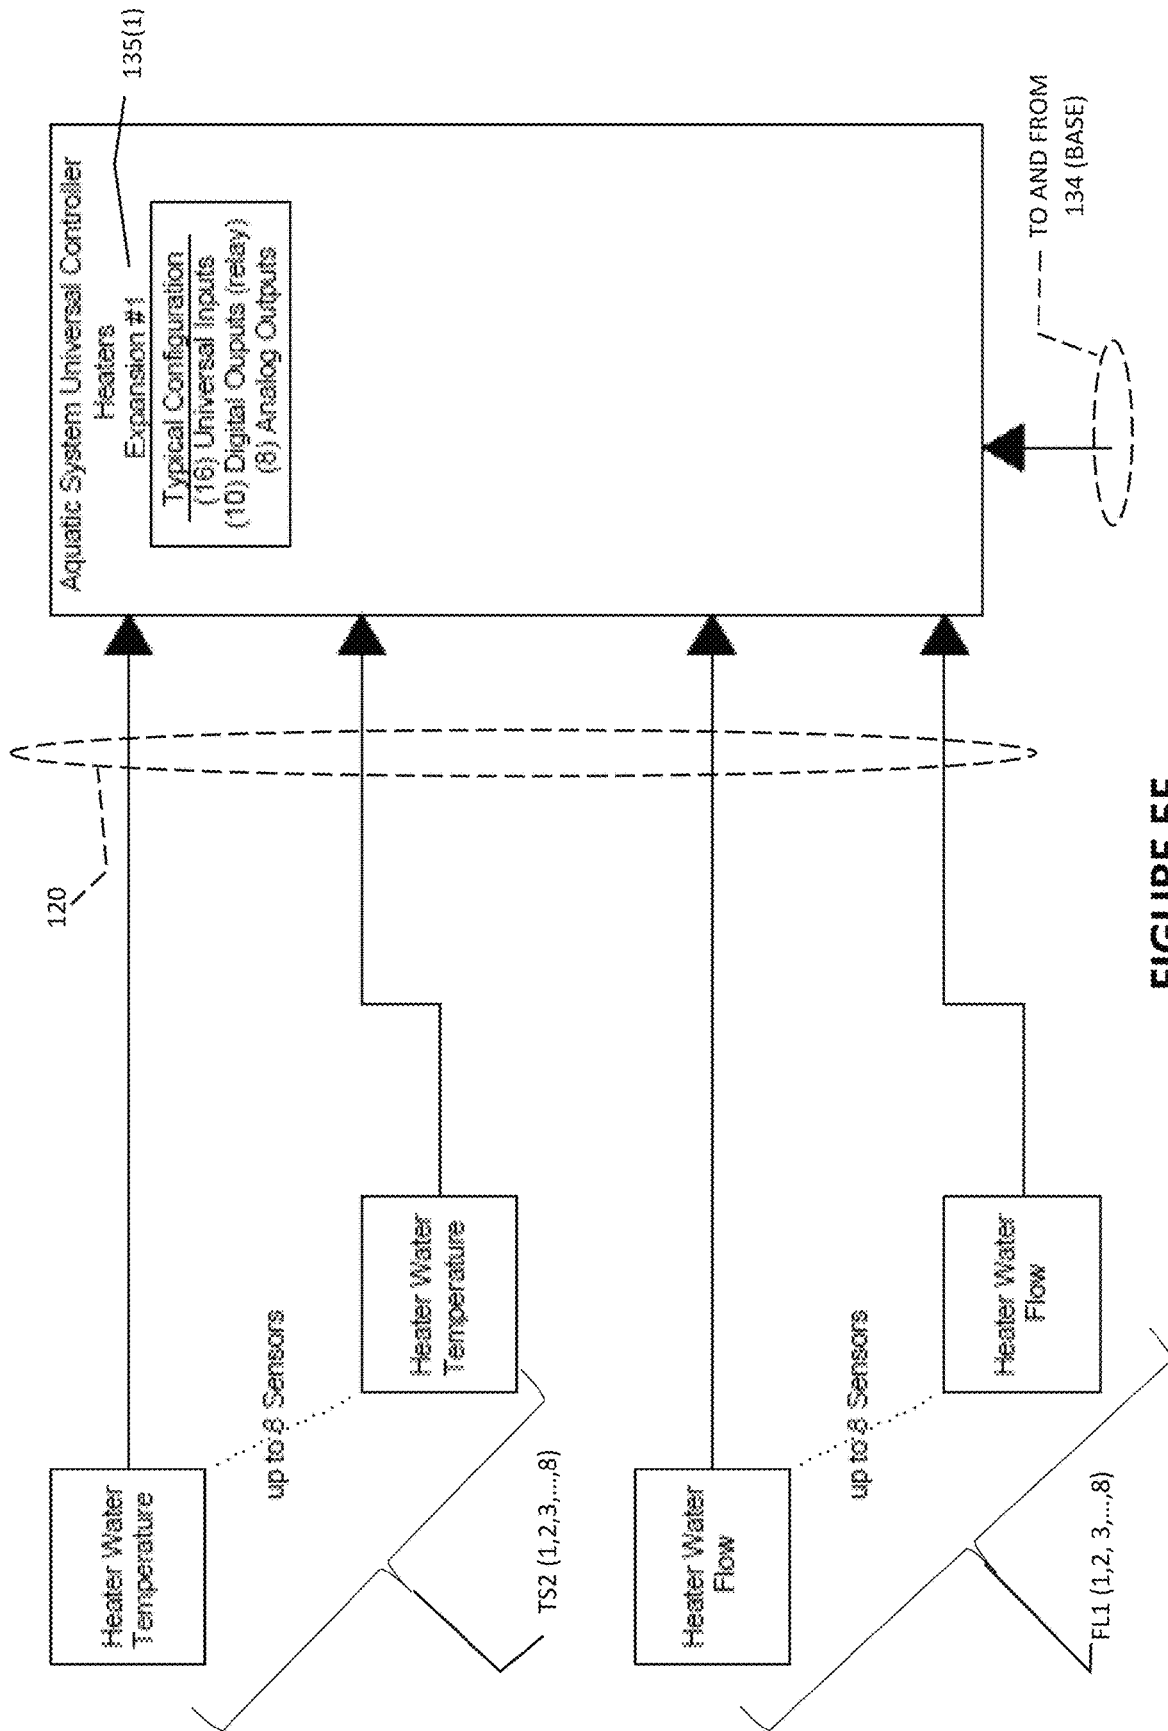 Aquatic System Universal Controller
Heaters
Expansion #1
135(1)
Typical Configuration
(16) Universal Inputs
(10) Digital Ouputs (relay)
(8) Analog Outputs
120
TO AND FROM
134 (BASE)
Heater Water
Temperature
up to 8 Sensors
Heater Water
Temperature
TS2 (1,2,3,...,8)
Heater Water
Flow
up to 8 Sensors
Heater Water
Flow
FL1 (1,2, 3,...,8)
FIGURE